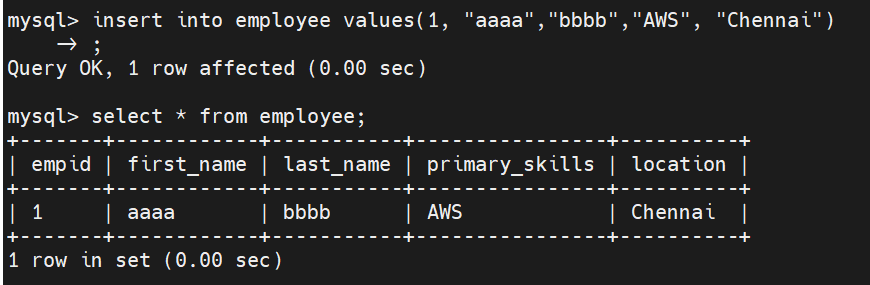 mysql> insert into employee values(1, "aaaa","bbbb","AWS", "Chennai")
    -> ;
Query OK, 1 row affected (0.00 sec)

mysql> select * from employee;
+-------+------------+-----------+----------------+----------+
| empid | first_name | last_name | primary_skills | location |
+-------+------------+-----------+----------------+----------+
| 1     | aaaa       | bbbb      | AWS            | Chennai  |
+-------+------------+-----------+----------------+----------+
1 row in set (0.00 sec)